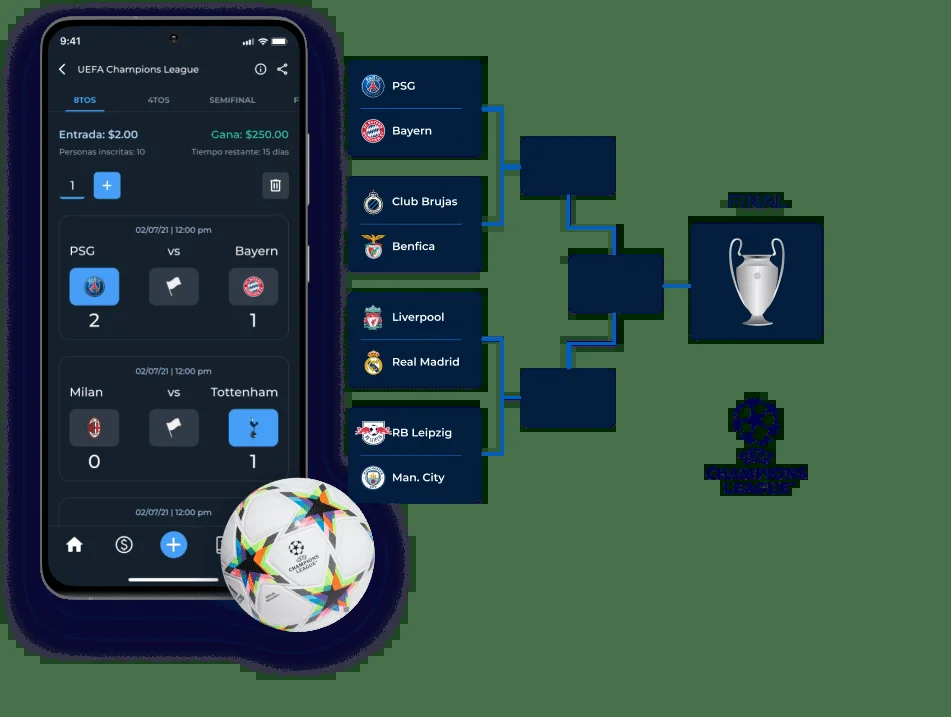 9:41
UEFA Champions League
8TOS
4TOS
SEMIFINAL
F
Entrada: $2.00
Gana: $250.00
Personas inscritas: 10
Tiempo restante: 15 días
1
02/07/21 | 12:00 pm
PSG vs Bayern
2
1
02/07/21 | 12:00 pm
Milan vs Tottenham
0
1
02/07/21 | 12:00 pm
PSG
Bayern
Club Brujas
Benfica
Liverpool
Real Madrid
RB Leipzig
Man. City
FINAL
CHAMPIONS
LEAGUE
CHAMPIONS
LEAGUE